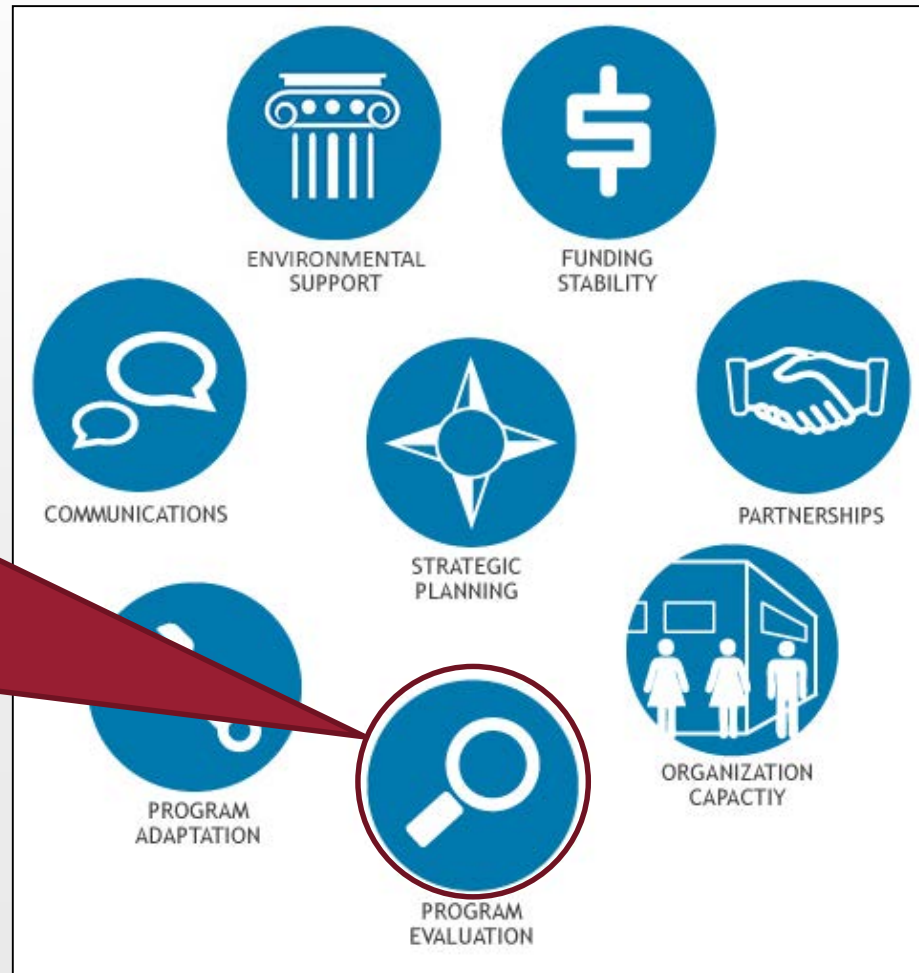 ENVIRONMENTAL
SUPPORT
FUNDING
STABILITY
COMMUNICATIONS
STRATEGIC
PLANNING
PARTNERSHIPS
PROGRAM
ADAPTATION
PROGRAM
EVALUATION
ORGANIZATION
CAPACTIY